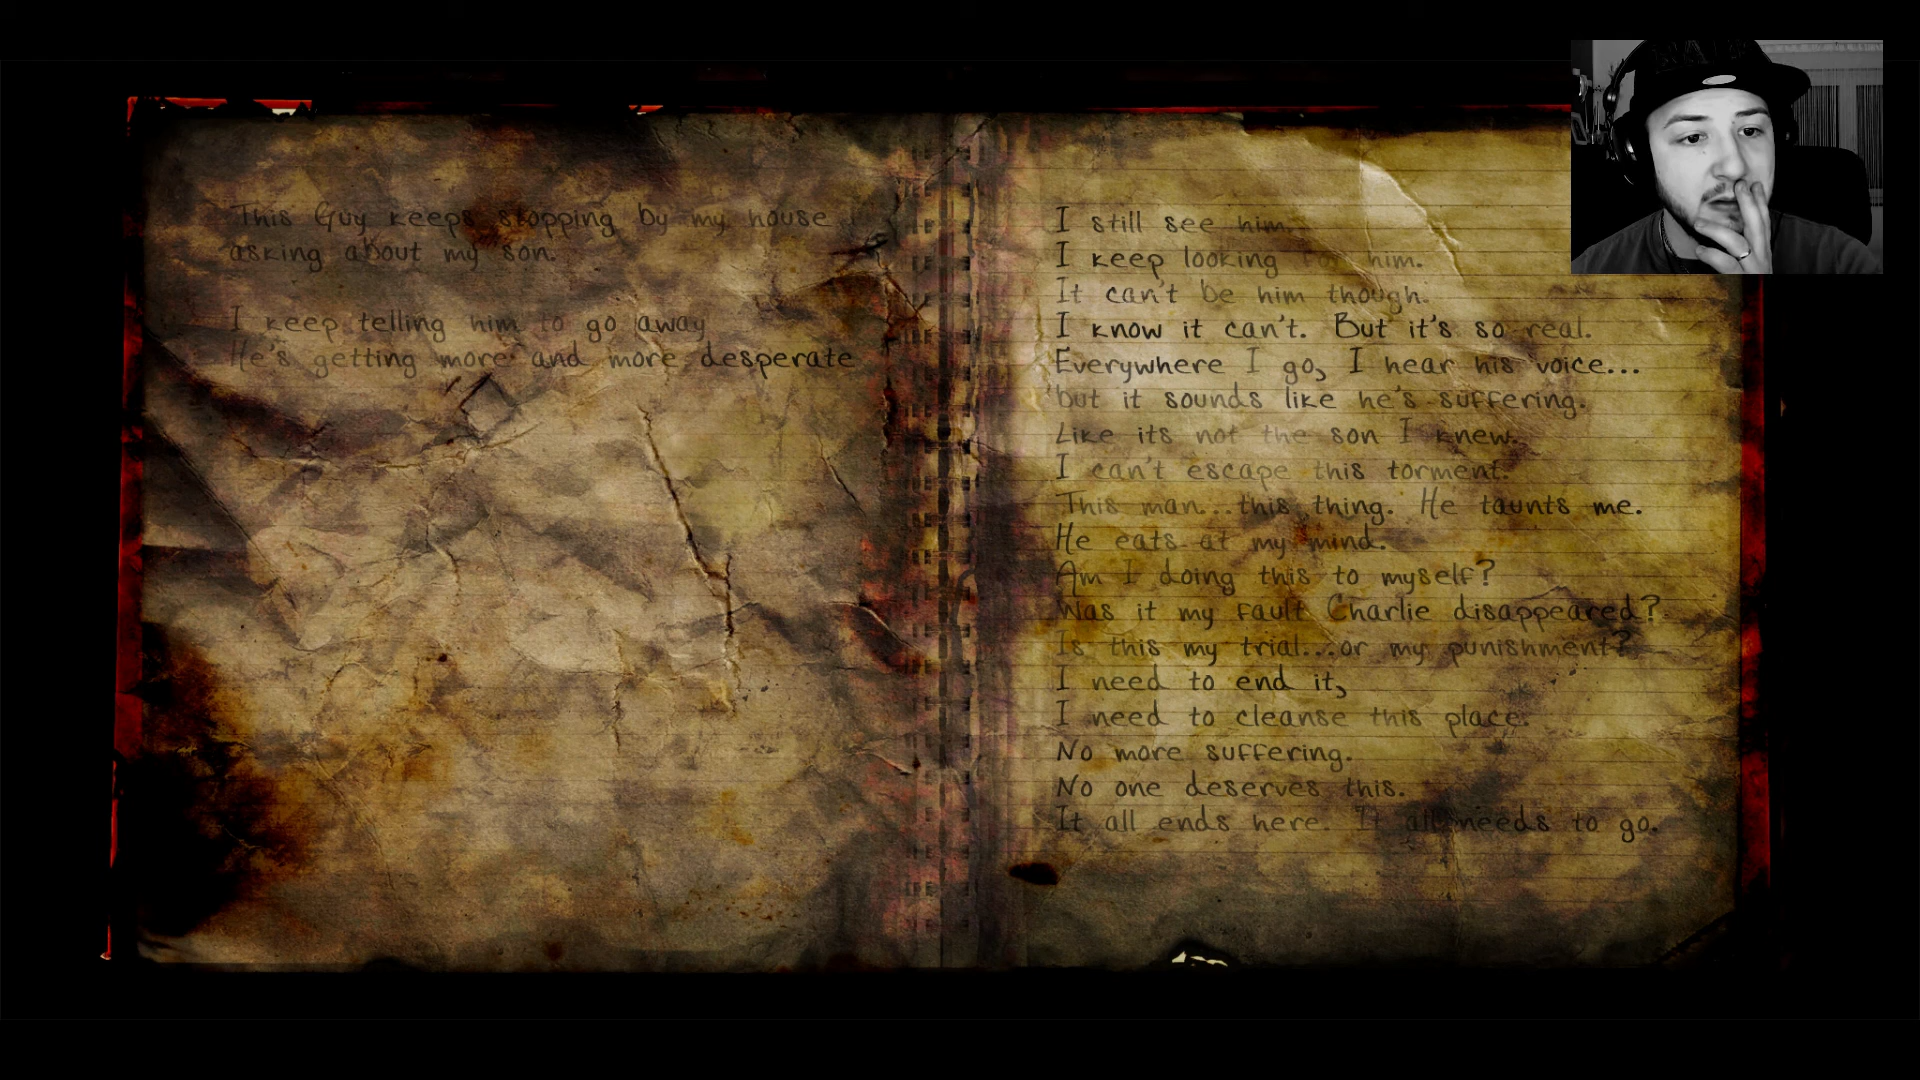 This Guy keeps stopping by my house
asking about my son.
I keep telling him to go away
He's getting more and more desperate
I still see him.
I keep looking for him.
It can't be him though.
I know it can't. But it's so real.
Everywhere I go, I hear his voice...
but it sounds like he's suffering.
Like its not the son I knew.
I can't escape this torment.
This man...this thing. He taunts me.
He eats at my mind.
Am I doing this to myself?
Was it my fault Charlie disappeared?
Is this my trial...or my punishment?
I need to end it,
I need to cleanse this place.
No more suffering.
No one deserves this.
It all ends here. It all needs to go.